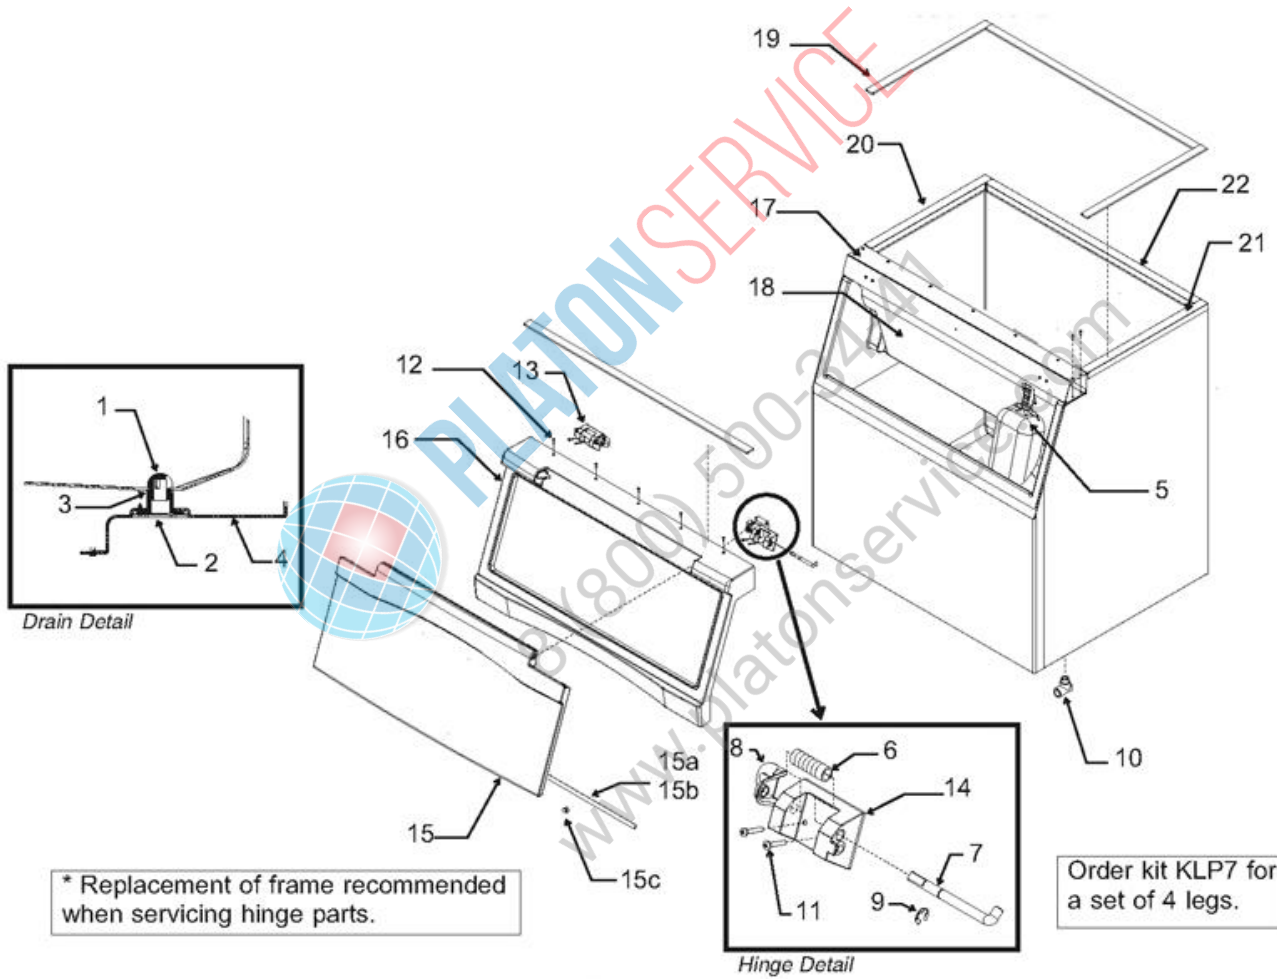 19
20
22
17
21
18
12
13
16
1
3
2
4
5
Drain Detail
10
8
6
14
7
9
11
15a
15b
15
15c
* Replacement of frame recommended
when servicing hinge parts.
Order kit KLP7 for
a set of 4 legs.
Hinge Detail
PLATONSERVICE
8 (800) 500-34-41
www.platonservice.com